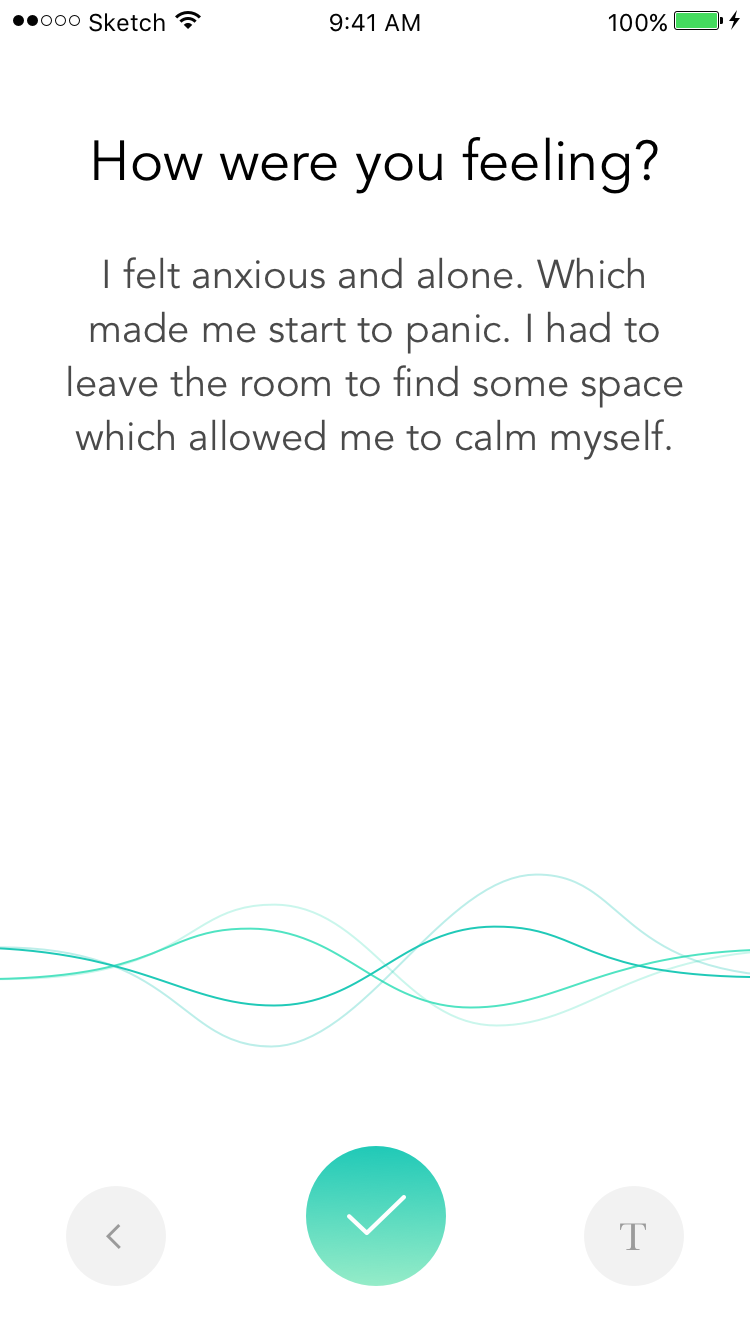 Sketch 9:41 AM 100%
How were you feeling?
I felt anxious and alone. Which
made me start to panic. I had to
leave the room to find some space
which allowed me to calm myself.
T